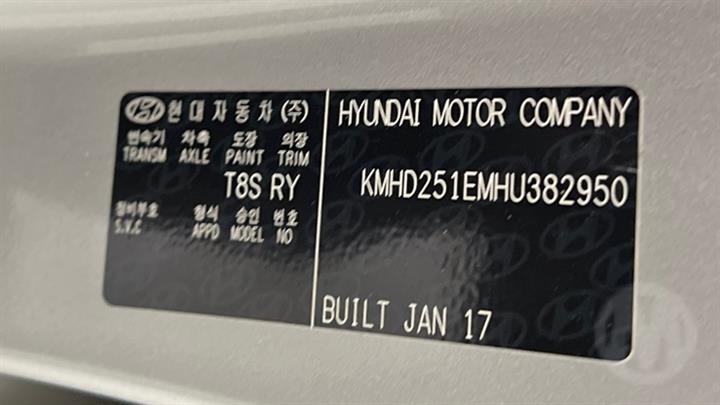 현대자동차(주)
변속기 차축 도장 외장
TRANSM AXLE PAINT TRIM
T8S RY
정비부호 형식 승인 번호
S.V.C APPD MODEL NO
HYUNDAI MOTOR COMPANY
KMHD251EMHU382950
BUILT JAN 17